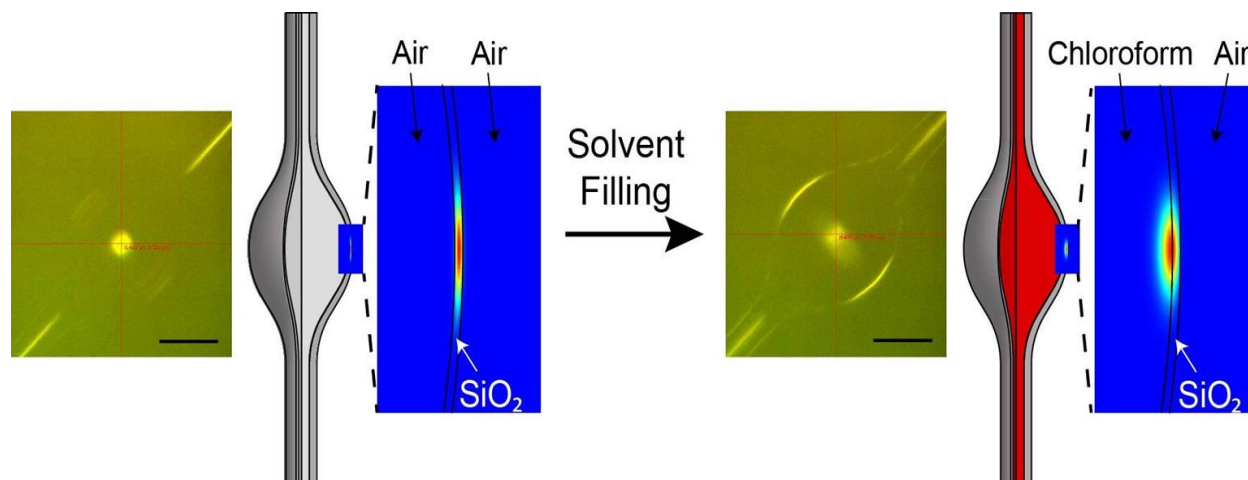 Air Air
SiO₂
Solvent
Filling
Chloroform Air
SiO₂